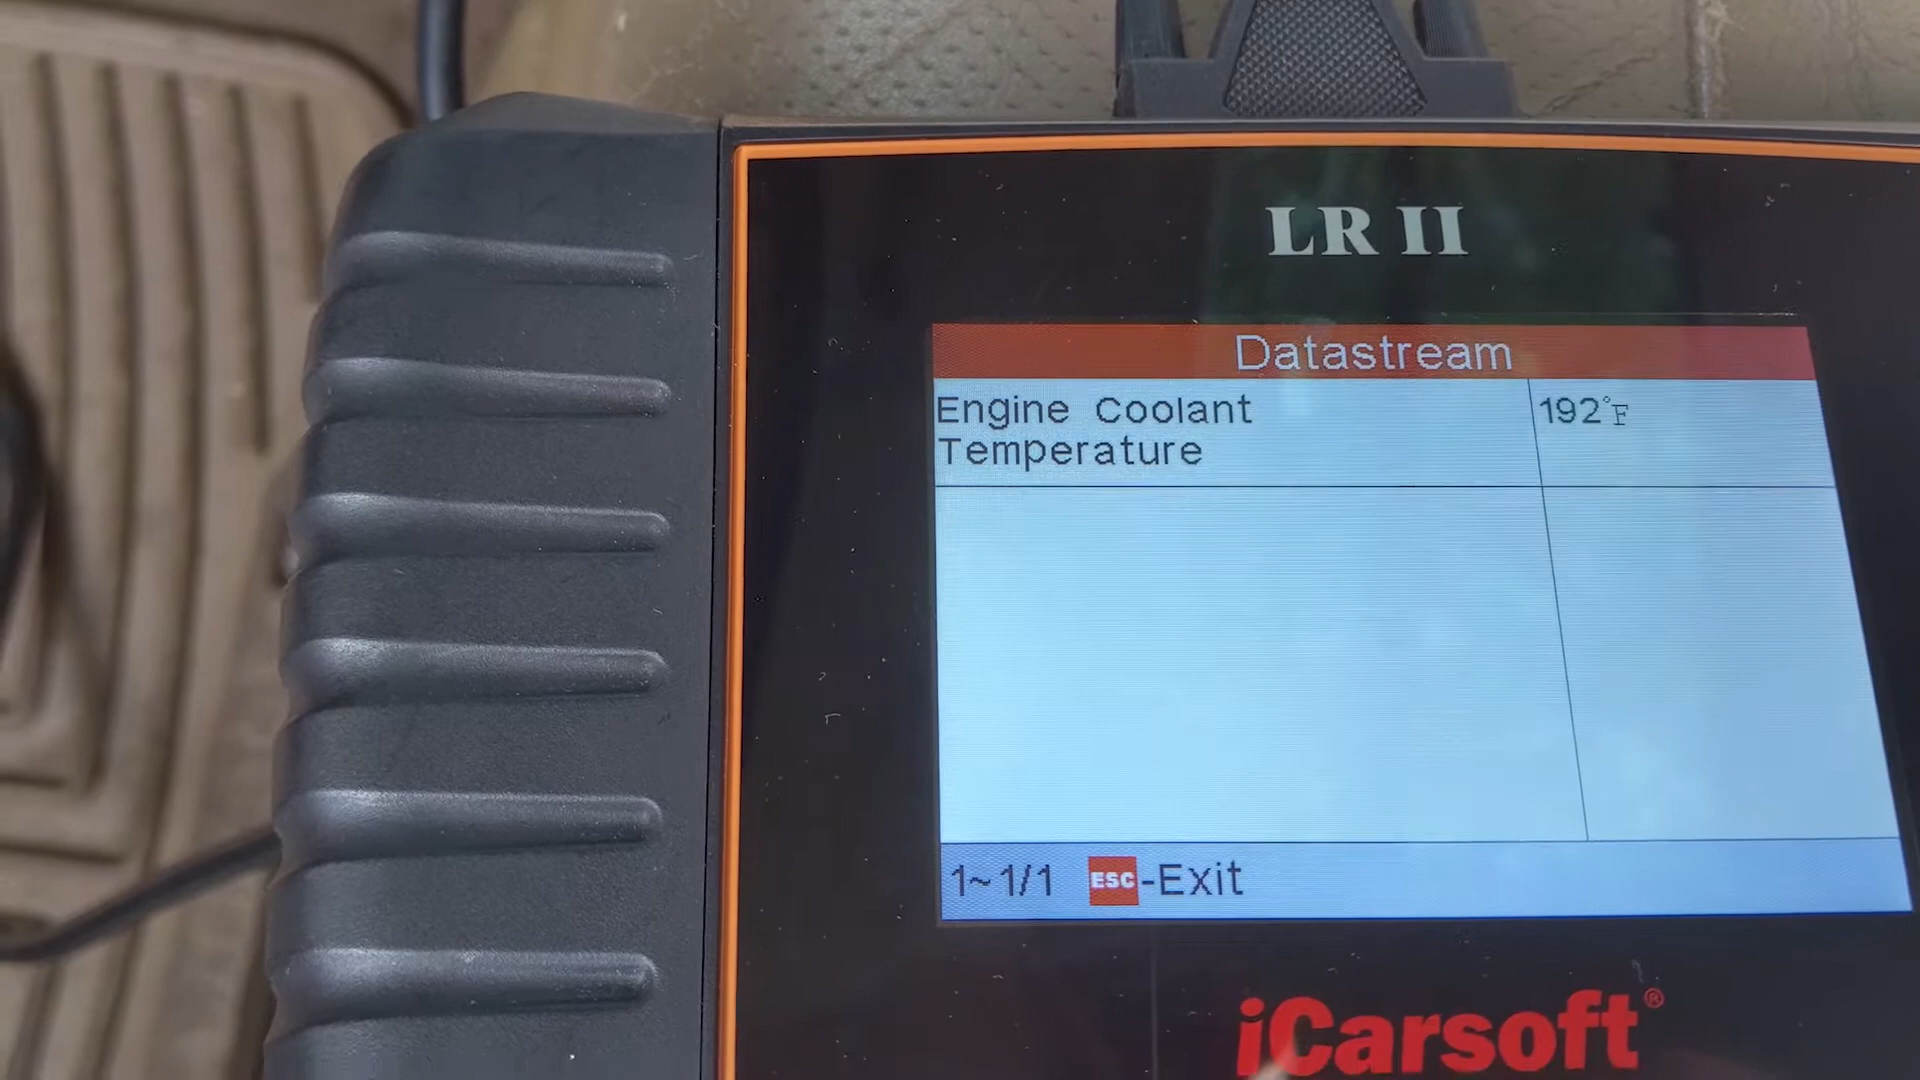 LR II
Datastream
Engine Coolant Temperature 192°F
1~1/1 ESC-Exit
iCarsoft®